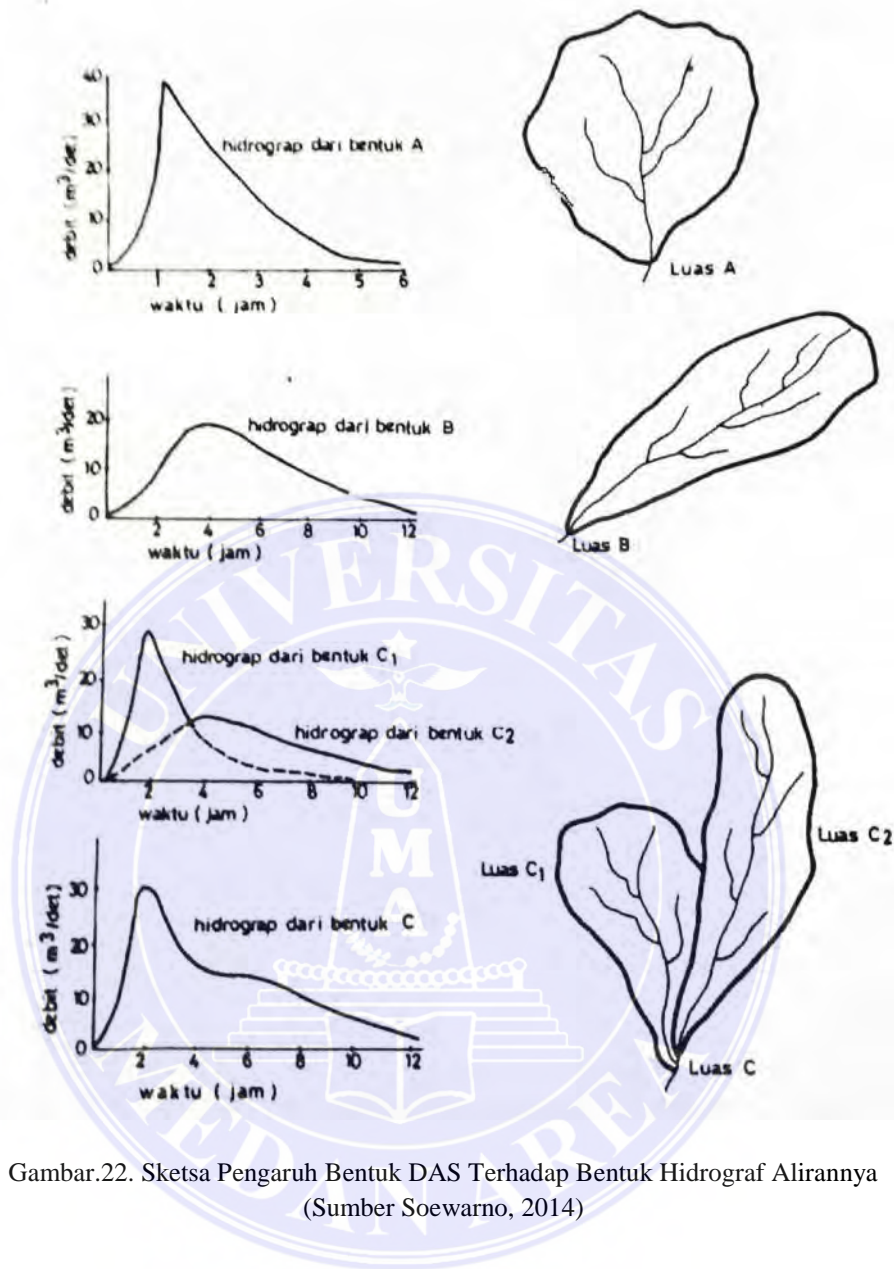 debit (m³/det)
40
30
20
10
0
hidrograp dari bentuk A
1 2 3 4 5 6
waktu ( jam )
Luas A
debit (m³/det)
20
10
0
hidrograp dari bentuk B
2 4 6 8 10 12
waktu ( jam )
Luas B
debit (m³/det)
30
20
10
0
hidrograp dari bentuk C₁
hidrograp dari bentuk C₂
2 4 6 8 10 12
waktu ( jam )
Luas C₁
Luas C₂
debit (m³/det)
30
20
10
0
hidrograp dari bentuk C
2 4 6 8 10 12
waktu ( jam )
Luas C
UNIVERSITAS
MEDAN AREA
UMA
Gambar.22. Sketsa Pengaruh Bentuk DAS Terhadap Bentuk Hidrograf Alirannya
(Sumber Soewarno, 2014)